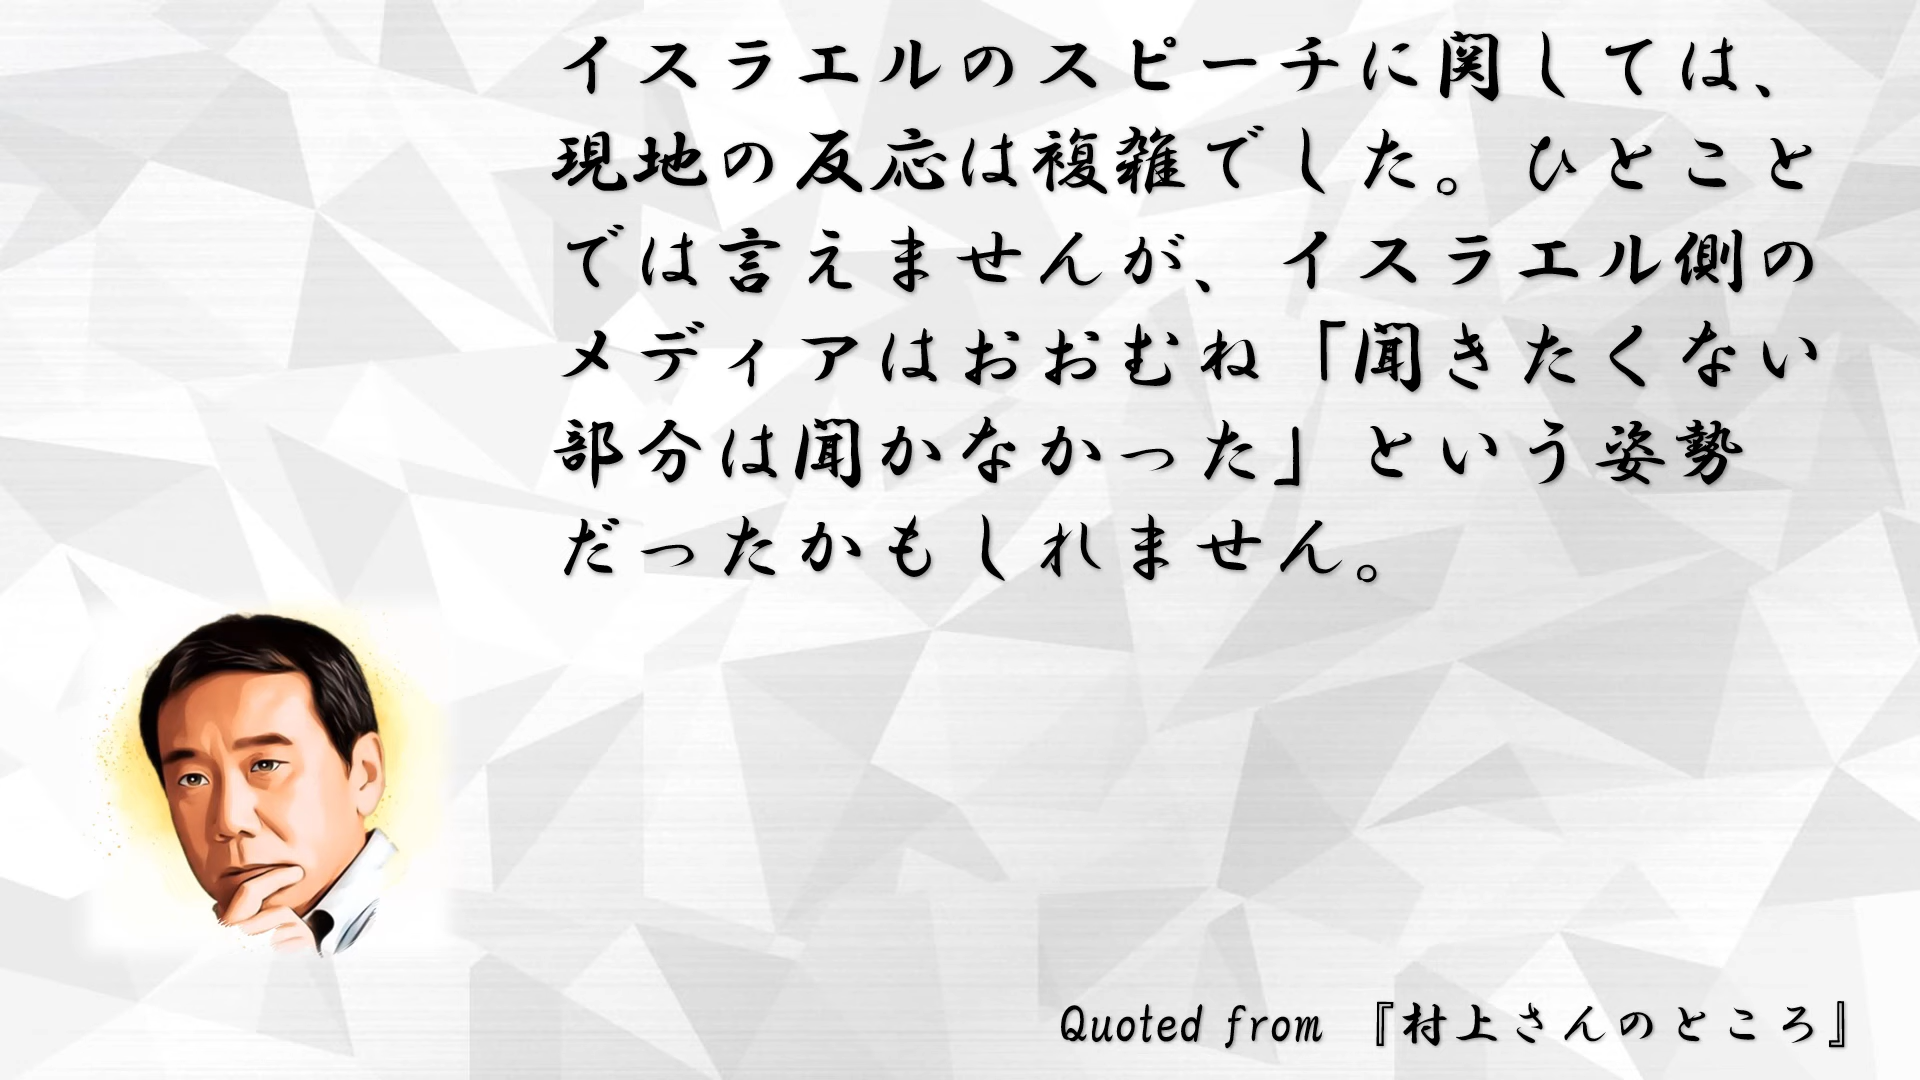 イスラエルのスピーチに関しては、
現地の反応は複雑でした。ひとこと
では言えませんが、イスラエル側の
メディアはおおむね「聞きたくない
部分は聞かなかった」という姿勢
だったかもしれません。
Quoted from 『村上さんのところ』